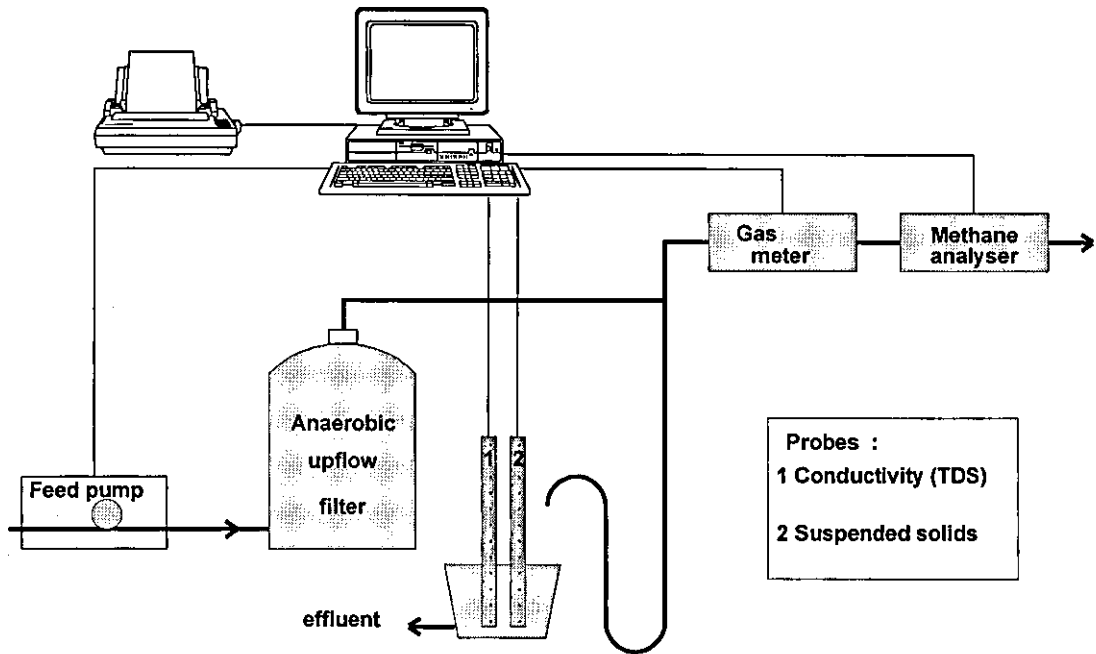 Gas
meter
Methane
analyser
Anaerobic
upflow
filter
1 2
Feed pump
Probes :
1 Conductivity (TDS)
2 Suspended solids
effluent